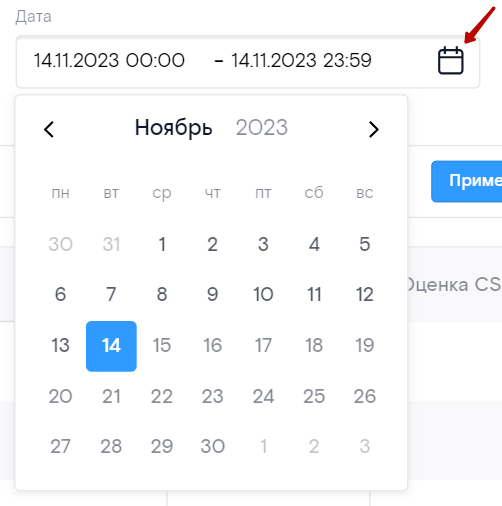 Дата
14.11.2023 00:00 – 14.11.2023 23:59
Ноябрь 2023
Приме
пн вт ср чт пт сб вс
30 31 1 2 3 4 5
Оценка CS
6 7 8 9 10 11 12
13 14 15 16 17 18 19
20 21 22 23 24 25 26
27 28 29 30 1 2 3